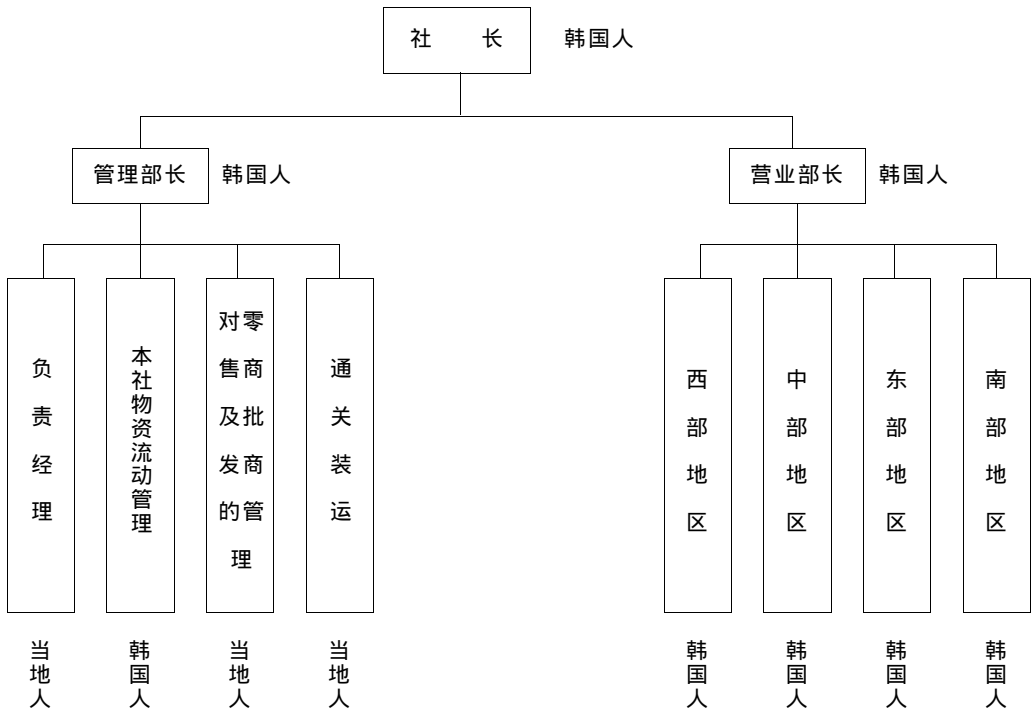 社 长 韩国人
管理部长 韩国人
营业部长 韩国人
负责经理
本社物资流动管理
对零
售商
及批
发商
的管
理
通关装运
西部地区
中部地区
东部地区
南部地区
当地人
韩国人
当地人
当地人
韩国人
韩国人
韩国人
韩国人